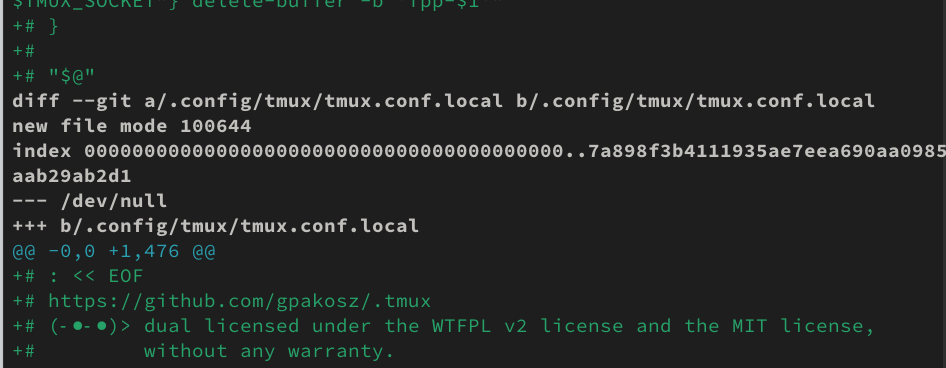 $TMUX_SOCKET"} delete-buffer -b "fpp-$1"
+# }
+#
+# "$@"
diff --git a/.config/tmux/tmux.conf.local b/.config/tmux/tmux.conf.local
new file mode 100644
index 0000000000000000000000000000000000000000..7a898f3b4111935ae7eea690aa0985
aab29ab2d1
--- /dev/null
+++ b/.config/tmux/tmux.conf.local
@@ -0,0 +1,476 @@
+# : << EOF
+# https://github.com/gpakosz/.tmux
+# (‑●‑●)> dual licensed under the WTFPL v2 license and the MIT license,
+#         without any warranty.